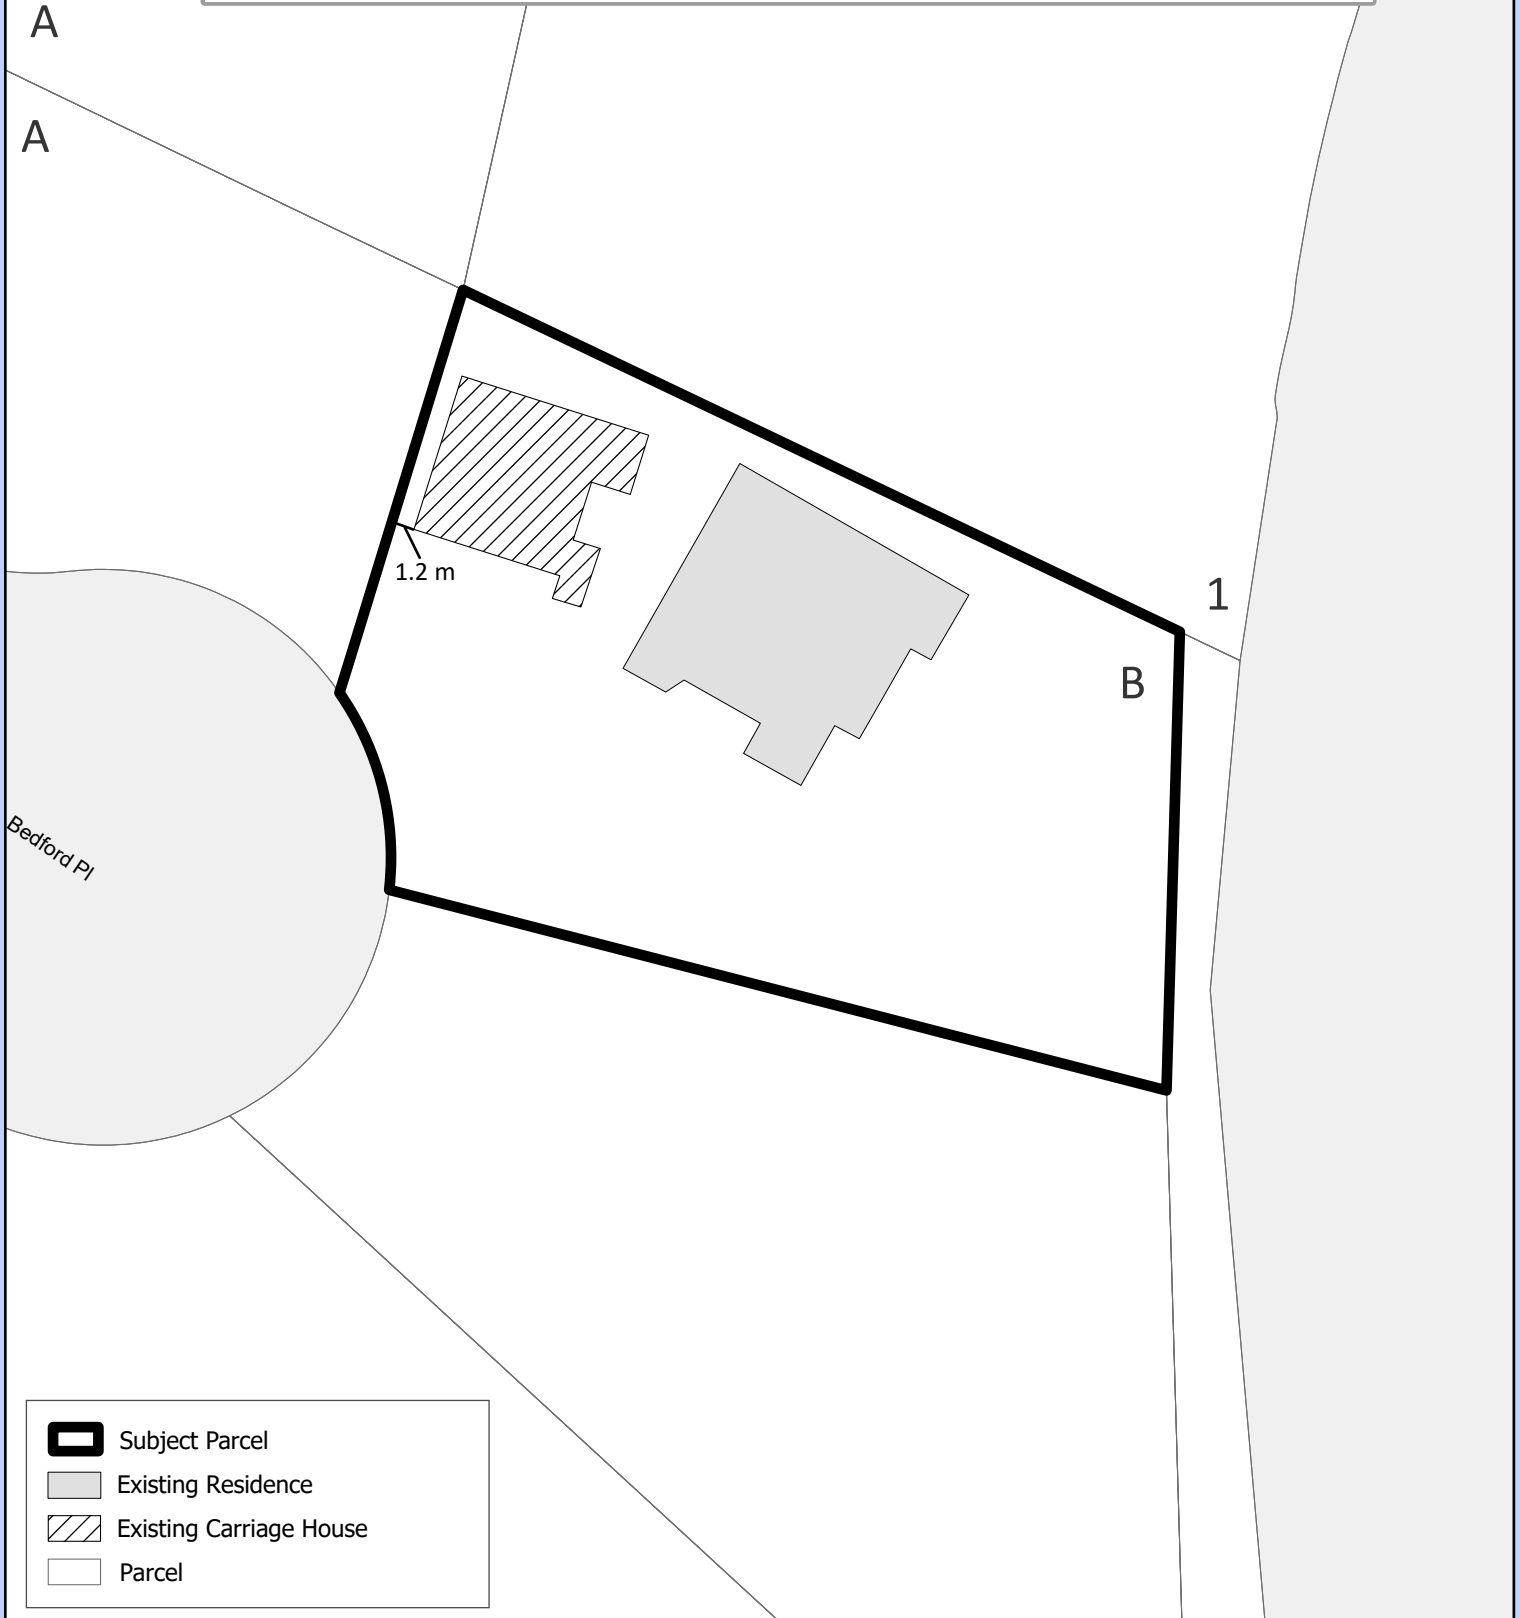 A
A
1.2 m
1
B
Bedford Pl
Subject Parcel
Existing Residence
Existing Carriage House
Parcel